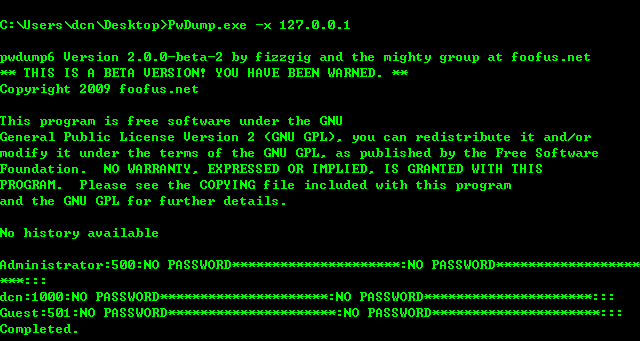 C:\Users\dcn\Desktop>PwDump.exe -x 127.0.0.1
pwdump6 Version 2.0.0-beta-2 by fizzgig and the mighty group at foofus.net
** THIS IS A BETA VERSION! YOU HAVE BEEN WARNED. **
Copyright 2009 foofus.net
This program is free software under the GNU
General Public License Version 2 (GNU GPL), you can redistribute it and/or
modify it under the terms of the GNU GPL, as published by the Free Software
Foundation.  NO WARRANTY, EXPRESSED OR IMPLIED, IS GRANTED WITH THIS
PROGRAM.  Please see the COPYING file included with this program
and the GNU GPL for further details.
No history available
Administrator:500:NO PASSWORD*********************:NO PASSWORD******************
***:::
dcn:1000:NO PASSWORD*********************:NO PASSWORD*********************:::
Guest:501:NO PASSWORD*********************:NO PASSWORD*********************:::
Completed.